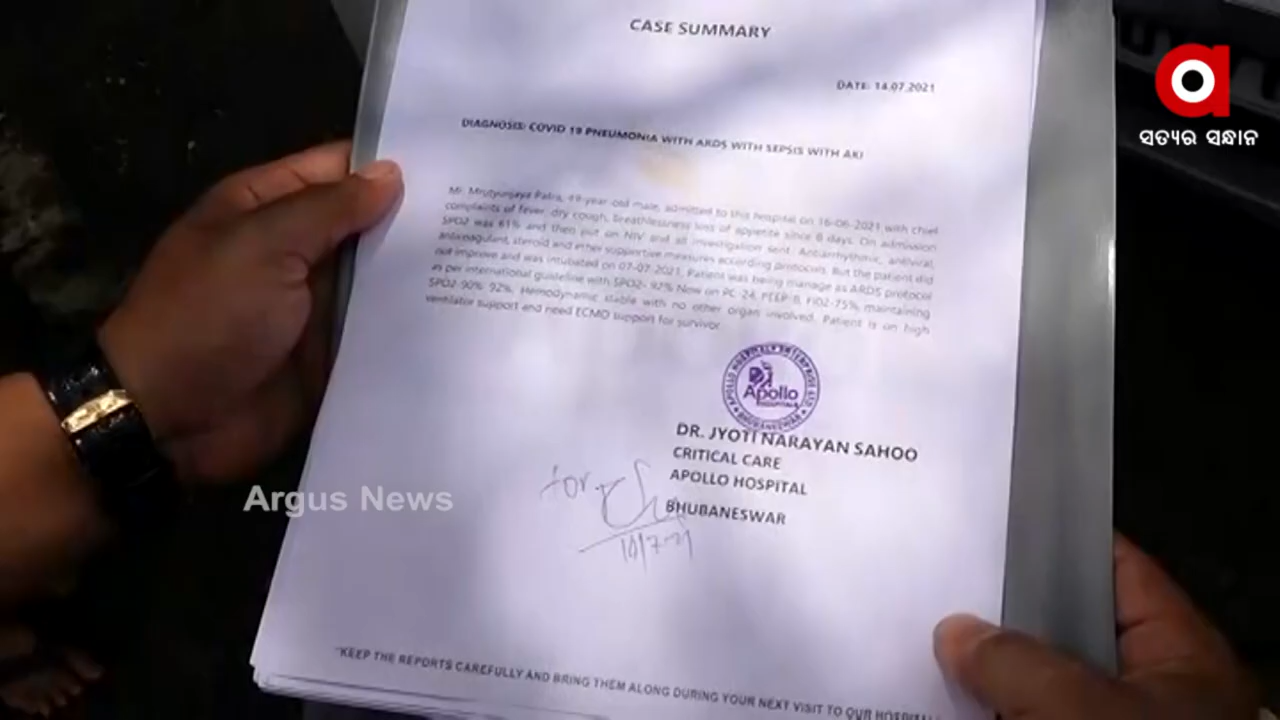 CASE SUMMARY
DATE: 14.07.2021
DIAGNOSIS: COVID 19 PNEUMONIA WITH ARDS WITH SEPSIS WITH AKI
Mr. Mrutyunjaya Patra, 49-year old male, admitted to this hospital on 16-06-2021 with chief
complaints of fever, dry cough, Breathlessness loss of appetite since 6 days. On admission
SPO2 was 61% and then put on NIV and all investigation sent. Antiarrhythmic, antiviral,
anticoagulant, steroid and other supportive measures according protocols. But the patient did
not improve and was intubated on 07-07-2021. Patient was being manage as ARDS protocol
as per international guideline with SPO2- 92% Now on PC-24, PEEP-8, FiO2-75%, maintaining
SPO2-90% 92%. Hemodynamic stable with no other organ involved. Patient is on high
ventilator support and need ECMO support for survivor.
APOLLO HOSPITALS ENTERPRISE LTD
Apollo
HOSPITALS
BHUBANESWAR
DR. JYOTI NARAYAN SAHOO
CRITICAL CARE
APOLLO HOSPITAL
BHUBANESWAR
for
"KEEP THE REPORTS CAREFULLY AND BRING THEM ALONG DURING YOUR NEXT VISIT TO OUR HOSPITAL"
Argus News
ସତ୍ୟର ସନ୍ଧାନ